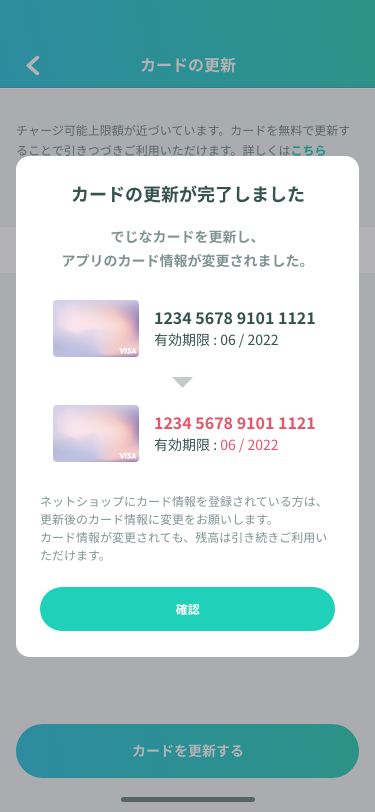 カードの更新
チャージ可能上限額が近づいています。カードを無料で更新す
ることで引きつづきご利用いただけます。詳しくはこちら
カードの更新が完了しました
でじなカードを更新し、
アプリのカード情報が変更されました。
VISA
1234 5678 9101 1121
有効期限 : 06 / 2022
VISA
1234 5678 9101 1121
有効期限 : 06 / 2022
ネットショップにカード情報を登録されている方は、
更新後のカード情報に変更をお願いします。
カード情報が変更されても、残高は引き続きご利用い
ただけます。
確認
カードを更新する